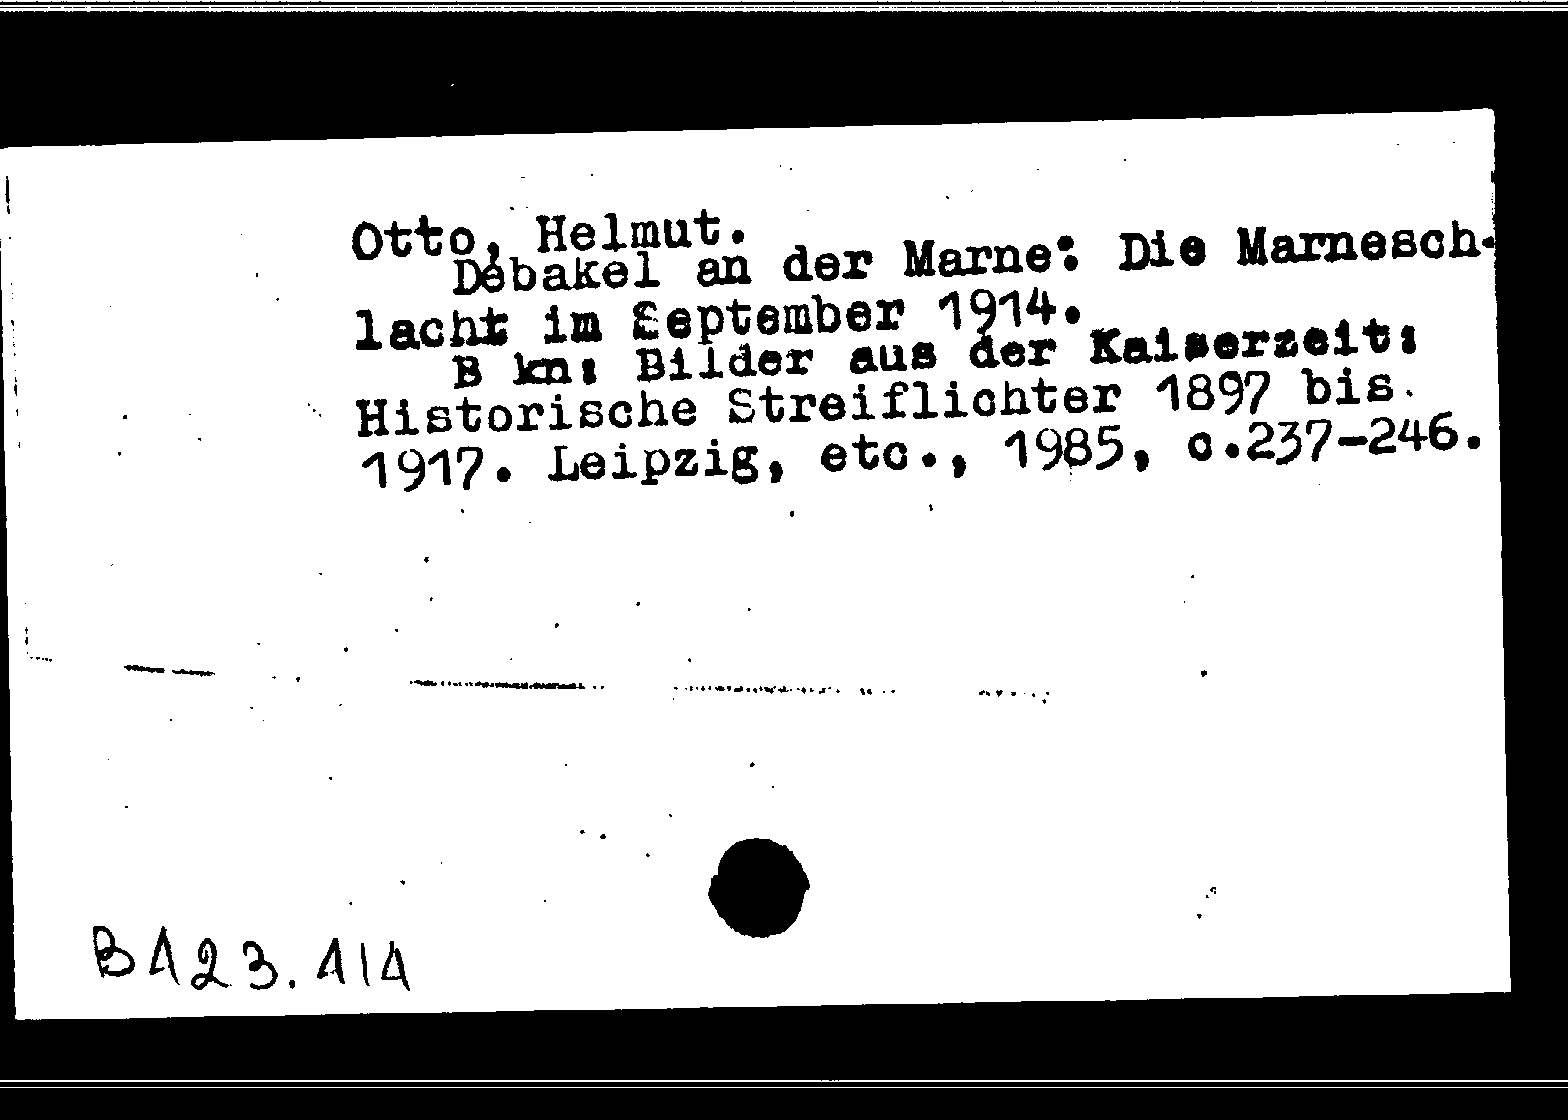 Otto, Helmut.
Debakel an der Marne: Die Marnesch-
lacht im September 1914.
В кн: Bilder aus der Kaiserzeit:
Historische Streiflichter 1897 bis
1917. Leipzig, etc., 1985, с.237-246.
B123.414